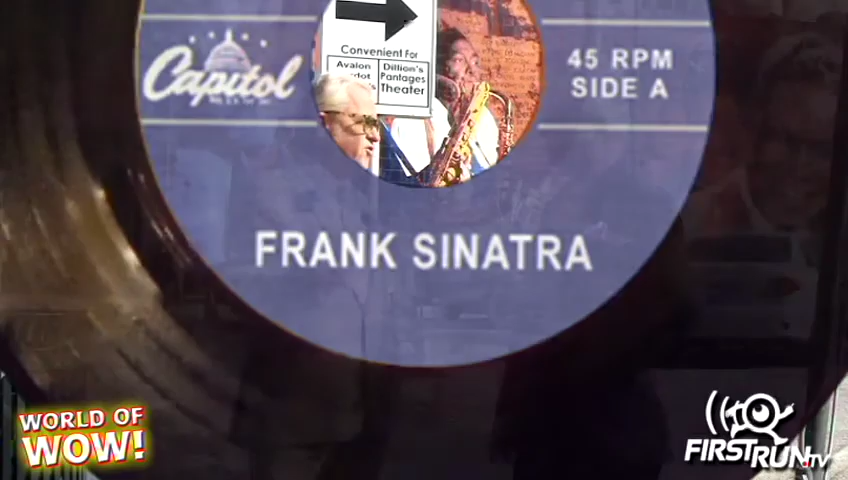 Capitol
45 RPM
SIDE A
Convenient For
Avalon
Dillion's
Pantages
Theater
FRANK SINATRA
WORLD OF
WOW!
FIRSTRUN.TV